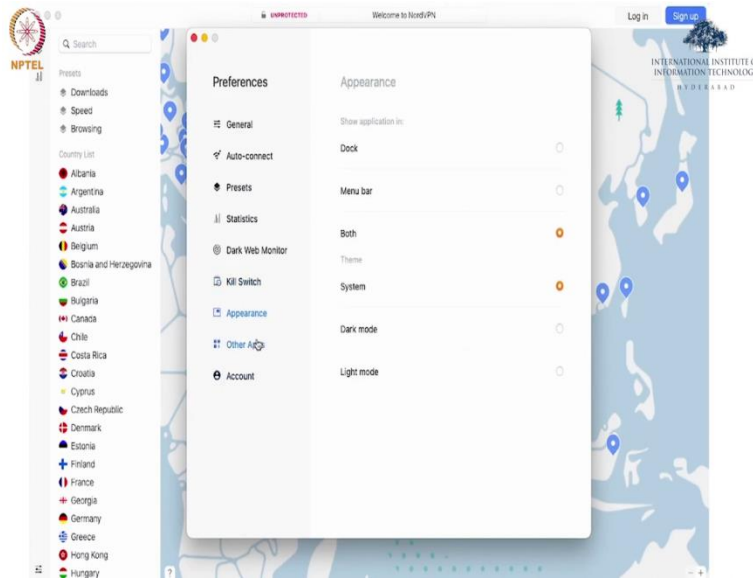 UNPROTECTED
Welcome to NordVPN
Log in
Sign up
NPTEL
INTERNATIONAL INSTITUTE O
INFORMATION TECHNOLOG
HYDERABAD
Search
Presets
Downloads
Speed
Browsing
Country List
Albania
Argentina
Australia
Austria
Belgium
Bosnia and Herzegovina
Brazil
Bulgaria
Canada
Chile
Costa Rica
Croatia
Cyprus
Czech Republic
Denmark
Estonia
Finland
France
Georgia
Germany
Greece
Hong Kong
Hungary
Preferences
General
Auto-connect
Presets
Statistics
Dark Web Monitor
Kill Switch
Appearance
Other Apps
Account
Appearance
Show application in:
Dock
Menu bar
Both
Theme
System
Dark mode
Light mode
?
- +